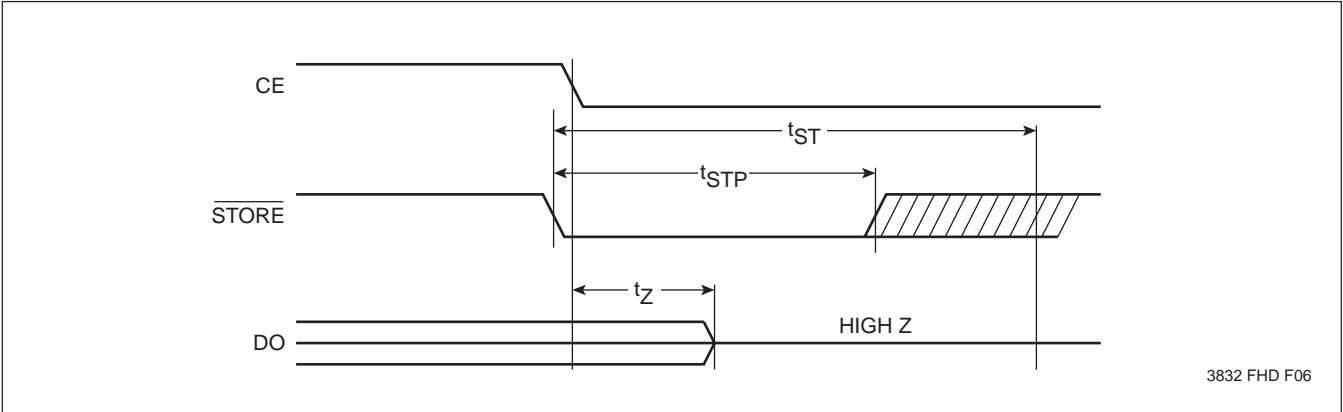 CE
tST
tSTP
STORE
tZ
DO
HIGH Z
3832 FHD F06